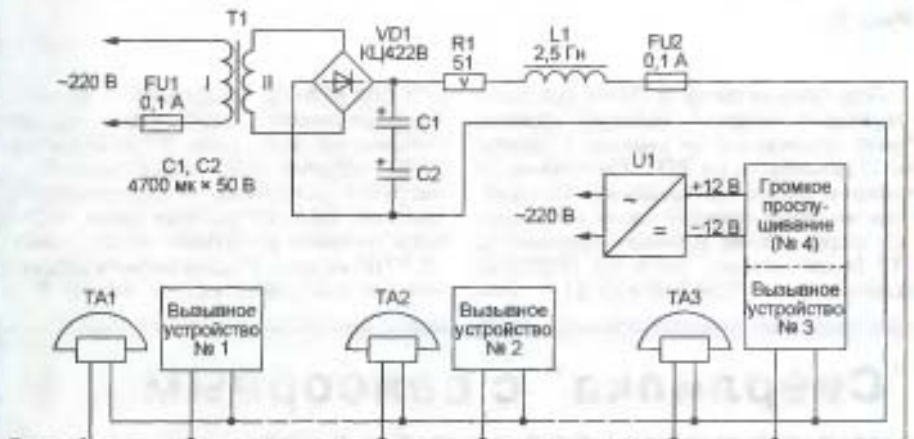 T1
VD1
КЦ422В
R1
51
V
L1
2,5 Гн
FU2
0,1 А
~220 В
FU1
0,1 А
I
II
+
C1
+
C2
C1, C2
4700 мк × 50 В
U1
~
=
~220 В
+12 В
−12 В
Громкое
прослу-
шивание
(№ 4)
TA1
Вызывное
устройство
№ 1
TA2
Вызывное
устройство
№ 2
TA3
Вызывное
устройство
№ 3